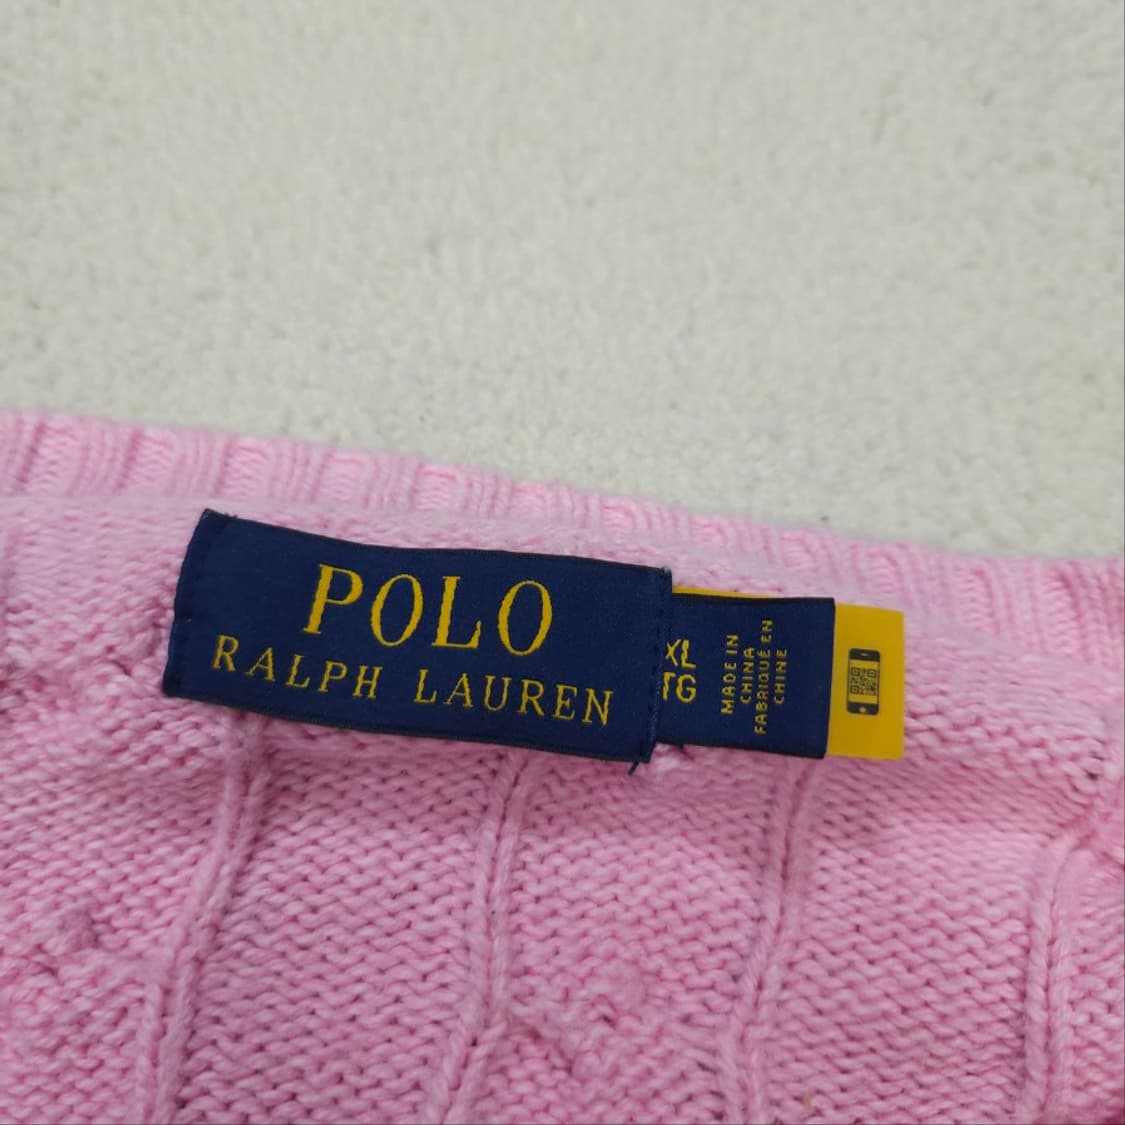 POLO
RALPH LAUREN
XL
TG
MADE IN
CHINA
FABRIQUÉ EN
CHINE